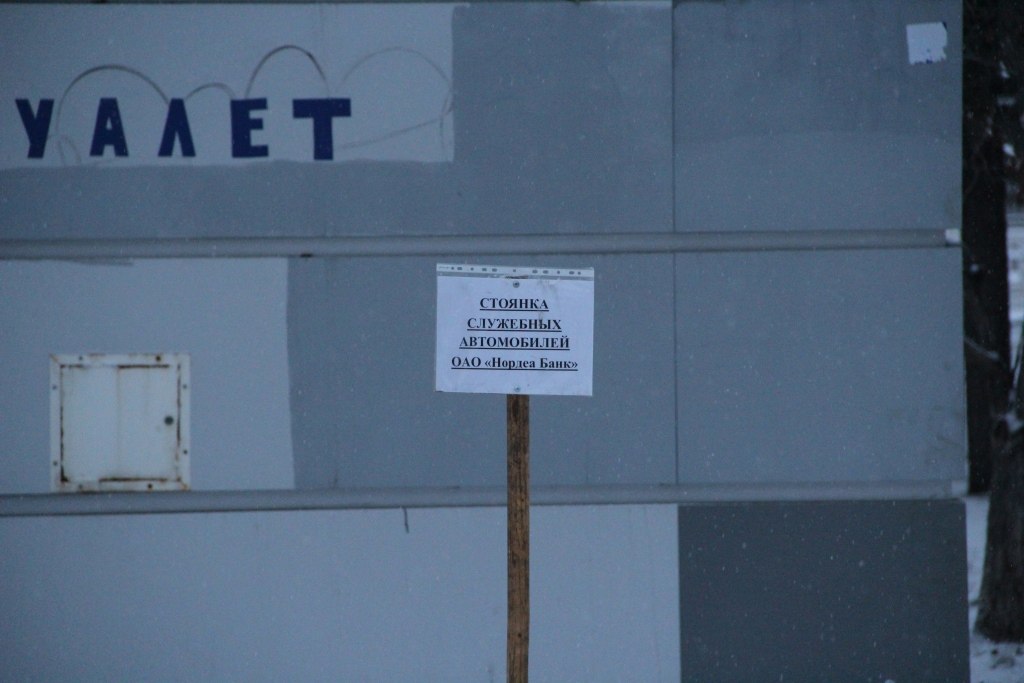 УАЛЕТ
СТОЯНКА
СЛУЖЕБНЫХ
АВТОМОБИЛЕЙ
ОАО «Нордеа Банк»